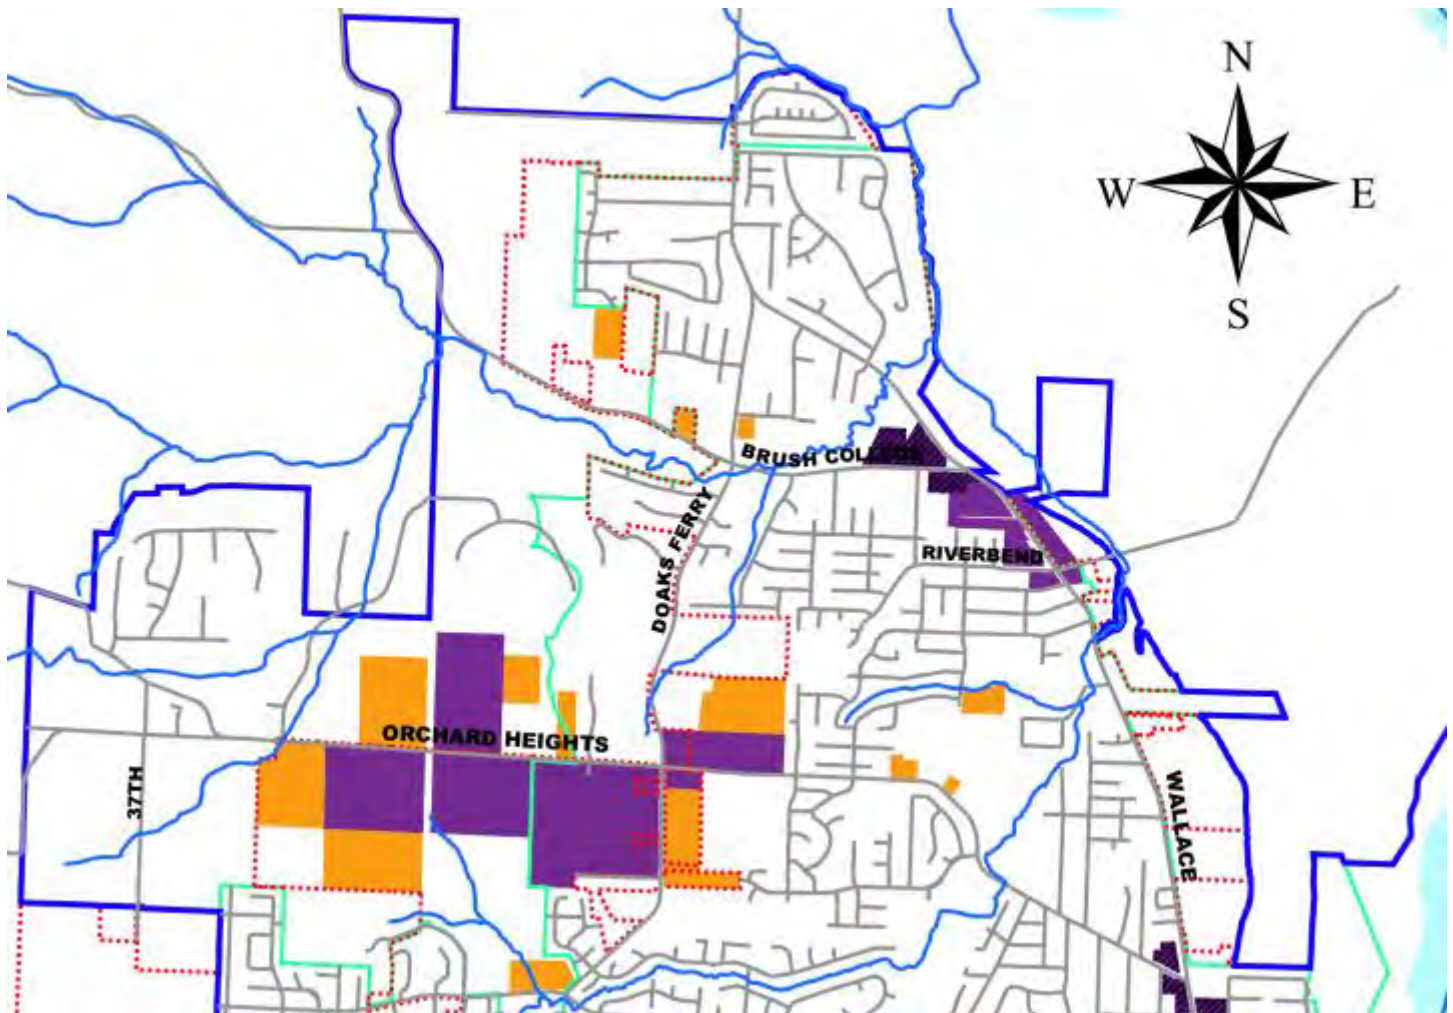 N
W E
S
BRUSH COLLEGE
DOAKS FERRY
RIVERBEND
ORCHARD HEIGHTS
37TH
WALLACE